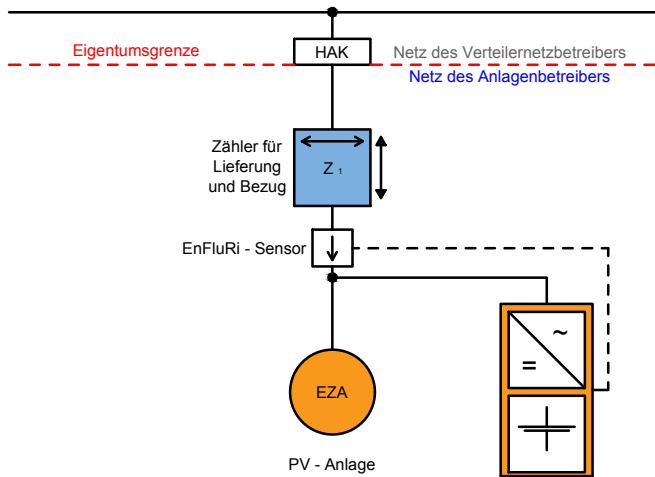 Eigentumsgrenze
HAK
Netz des Verteilernetzbetreibers
Netz des Anlagenbetreibers
Zähler für
Lieferung
und Bezug
Z 1
EnFluRi - Sensor
~
=
EZA
PV - Anlage